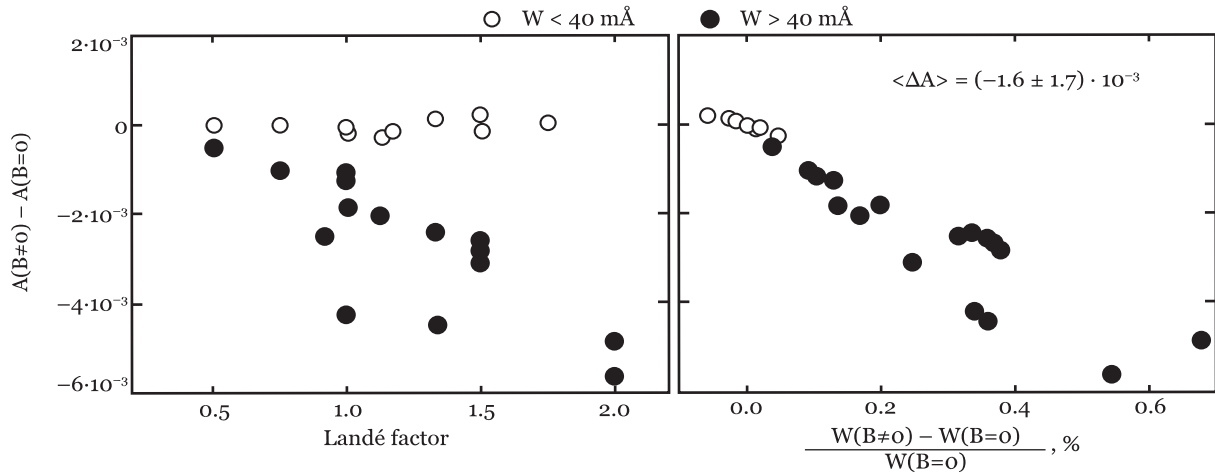 W < 40 mÅ
W > 40 mÅ
2·10⁻³
0
−2·10⁻³
−4·10⁻³
−6·10⁻³
A(B≠0) − A(B=0)
0.5 1.0 1.5 2.0
Landé factor
<ΔA> = (−1.6 ± 1.7) · 10⁻³
0.0 0.2 0.4 0.6
W(B≠0) − W(B=0)
W(B=0)
, %